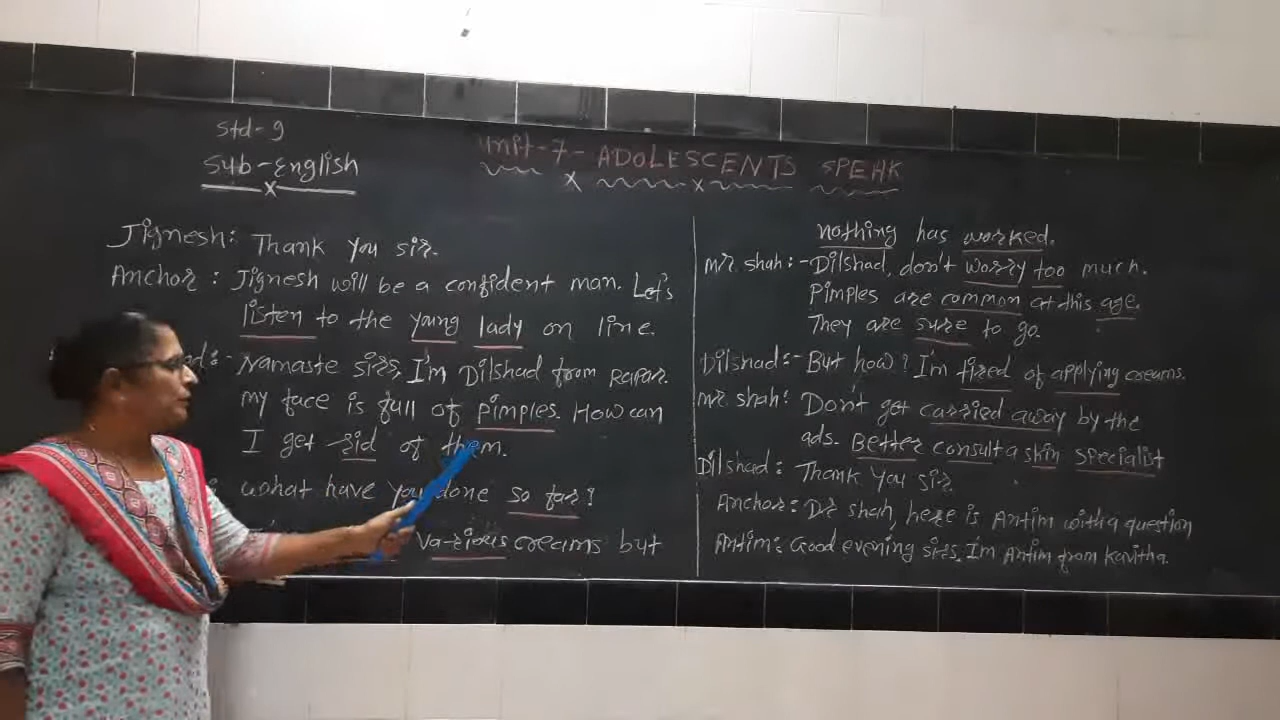 Std-9
Sub-English
Unit-7- ADOLESCENTS SPEAK
Jignesh: Thank you sir.
Anchor: Jignesh will be a confident man. Let's
listen to the young lady on line.
d:- Namaste sirs, I'm Dilshad from Rapar.
my face is full of pimples. How can
I get rid of them.
what have you done so far?
various creams but
nothing has worked.
Mr shah:- Dilshad, don't worry too much.
Pimples are common at this age.
They are sure to go.
Dilshad:- But how? I'm tired of applying creams.
Mr shah: Don't get carried away by the
ads. Better consult a skin specialist
Dilshad: Thank you sir
Anchor: Dr shah, here is Antim with a question
Antim: Good evening sirs. I'm Antim from Kavitha.